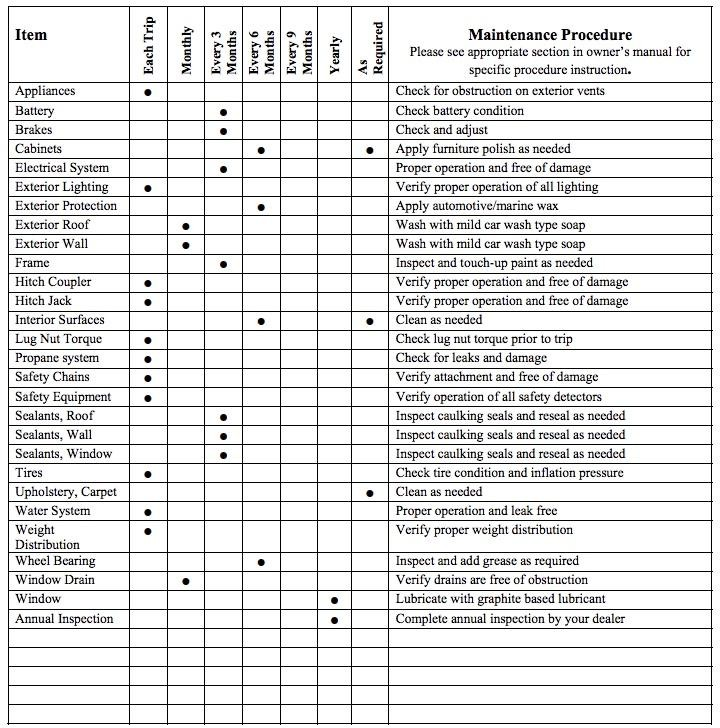 Item Each Trip Monthly Every 3 Months Every 6 Months Every 9 Months Yearly As Required Maintenance Procedure
Please see appropriate section in owner's manual for
specific procedure instruction.
Appliances ● Check for obstruction on exterior vents
Battery ● Check battery condition
Brakes ● Check and adjust
Cabinets ● ● Apply furniture polish as needed
Electrical System ● Proper operation and free of damage
Exterior Lighting ● Verify proper operation of all lighting
Exterior Protection ● Apply automotive/marine wax
Exterior Roof ● Wash with mild car wash type soap
Exterior Wall ● Wash with mild car wash type soap
Frame ● Inspect and touch-up paint as needed
Hitch Coupler ● Verify proper operation and free of damage
Hitch Jack ● Verify proper operation and free of damage
Interior Surfaces ● ● Clean as needed
Lug Nut Torque ● Check lug nut torque prior to trip
Propane system ● Check for leaks and damage
Safety Chains ● Verify attachment and free of damage
Safety Equipment ● Verify operation of all safety detectors
Sealants, Roof ● Inspect caulking seals and reseal as needed
Sealants, Wall ● Inspect caulking seals and reseal as needed
Sealants, Window ● Inspect caulking seals and reseal as needed
Tires ● Check tire condition and inflation pressure
Upholstery, Carpet ● Clean as needed
Water System ● Proper operation and leak free
Weight ● Verify proper weight distribution
Distribution
Wheel Bearing ● Inspect and add grease as required
Window Drain ● Verify drains are free of obstruction
Window ● Lubricate with graphite based lubricant
Annual Inspection ● Complete annual inspection by your dealer